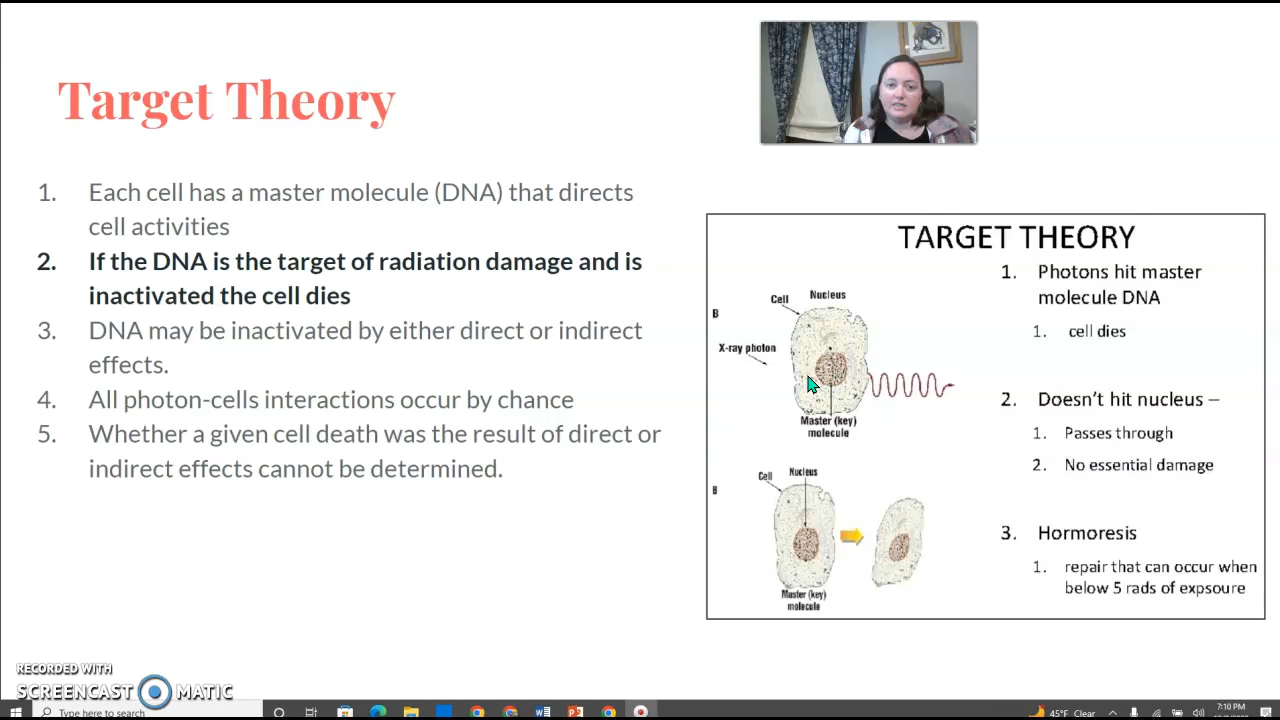 Target Theory
1. Each cell has a master molecule (DNA) that directs
cell activities
2. If the DNA is the target of radiation damage and is
inactivated the cell dies
3. DNA may be inactivated by either direct or indirect
effects.
4. All photon-cells interactions occur by chance
5. Whether a given cell death was the result of direct or
indirect effects cannot be determined.
TARGET THEORY
1. Photons hit master
molecule DNA
1. cell dies
2. Doesn't hit nucleus –
1. Passes through
2. No essential damage
3. Hormoresis
1. repair that can occur when
below 5 rads of expsoure
Cell
Nucleus
B
X-ray photon
Master (key)
molecule
Cell
Nucleus
B
Master (key)
molecule
RECORDED WITH
SCREENCAST MATIC
Type here to search
45°F Clear
7:10 PM